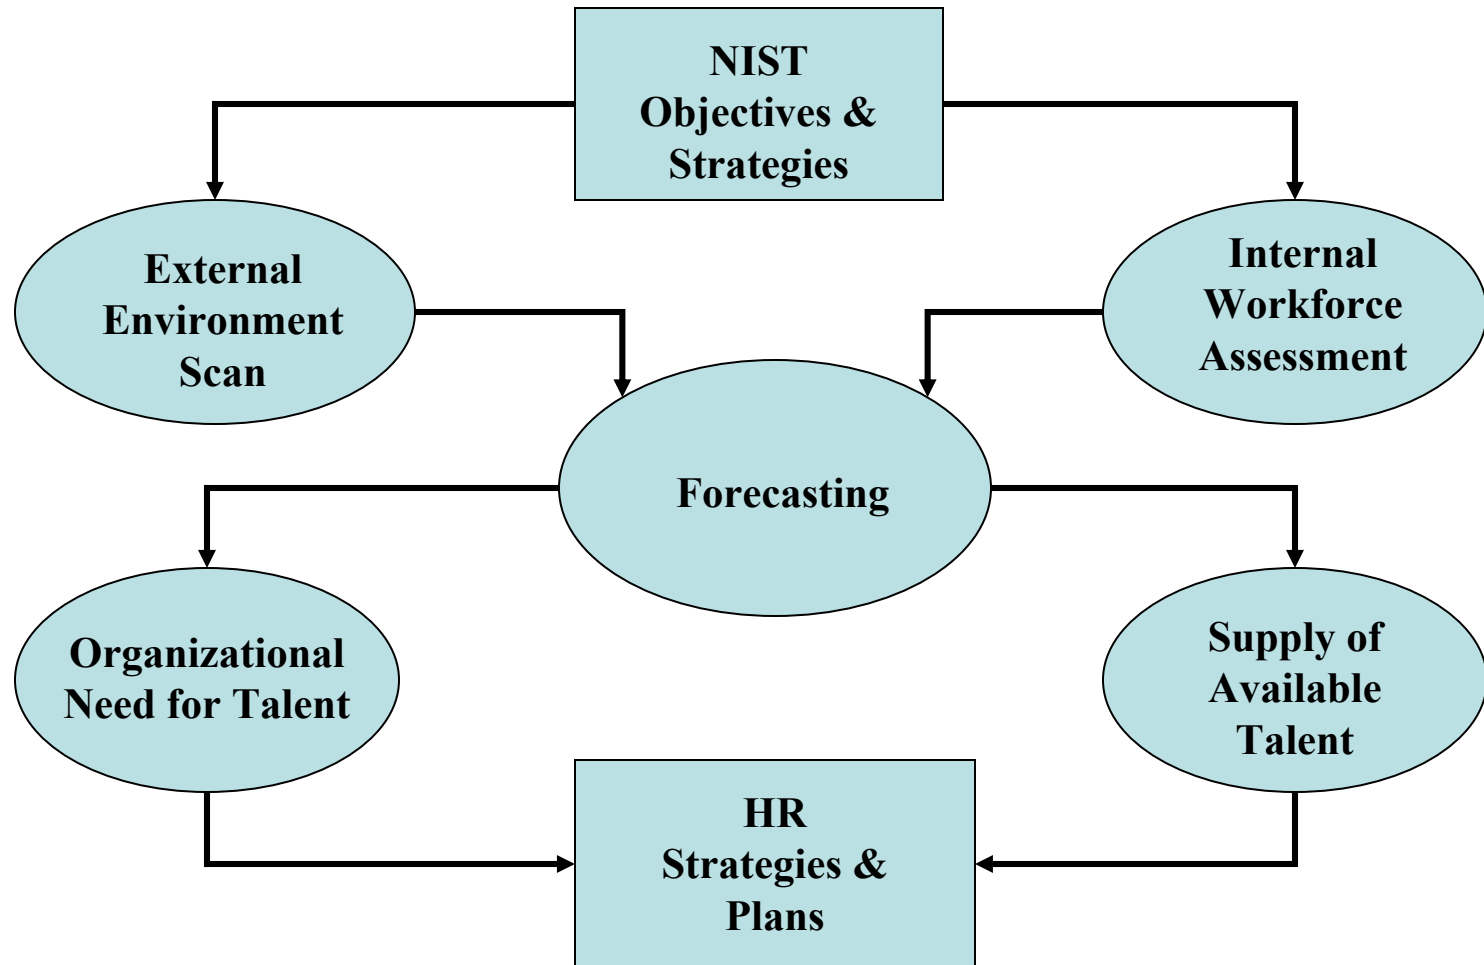 NIST
Objectives &
Strategies
External
Environment
Scan
Internal
Workforce
Assessment
Forecasting
Organizational
Need for Talent
Supply of
Available
Talent
HR
Strategies &
Plans